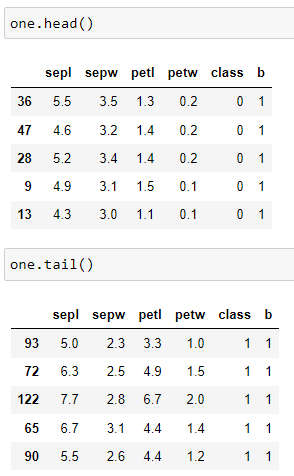 one.head()
sepl sepw petl petw class b
36 5.5 3.5 1.3 0.2 0 1
47 4.6 3.2 1.4 0.2 0 1
28 5.2 3.4 1.4 0.2 0 1
9 4.9 3.1 1.5 0.1 0 1
13 4.3 3.0 1.1 0.1 0 1
one.tail()
sepl sepw petl petw class b
93 5.0 2.3 3.3 1.0 1 1
72 6.3 2.5 4.9 1.5 1 1
122 7.7 2.8 6.7 2.0 1 1
65 6.7 3.1 4.4 1.4 1 1
90 5.5 2.6 4.4 1.2 1 1